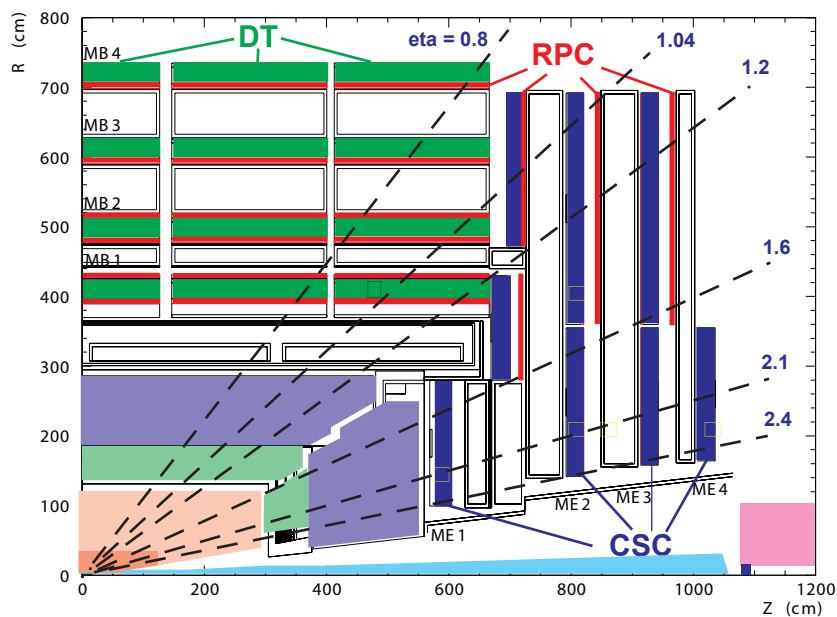 R (cm)
800
700
600
500
400
300
200
100
0
MB 4
MB 3
MB 2
MB 1
DT
eta = 0.8
1.04
RPC
1.2
1.6
2.1
2.4
ME 1
ME 2
ME 3
ME 4
CSC
0
200
400
600
800
1000
1200
Z (cm)